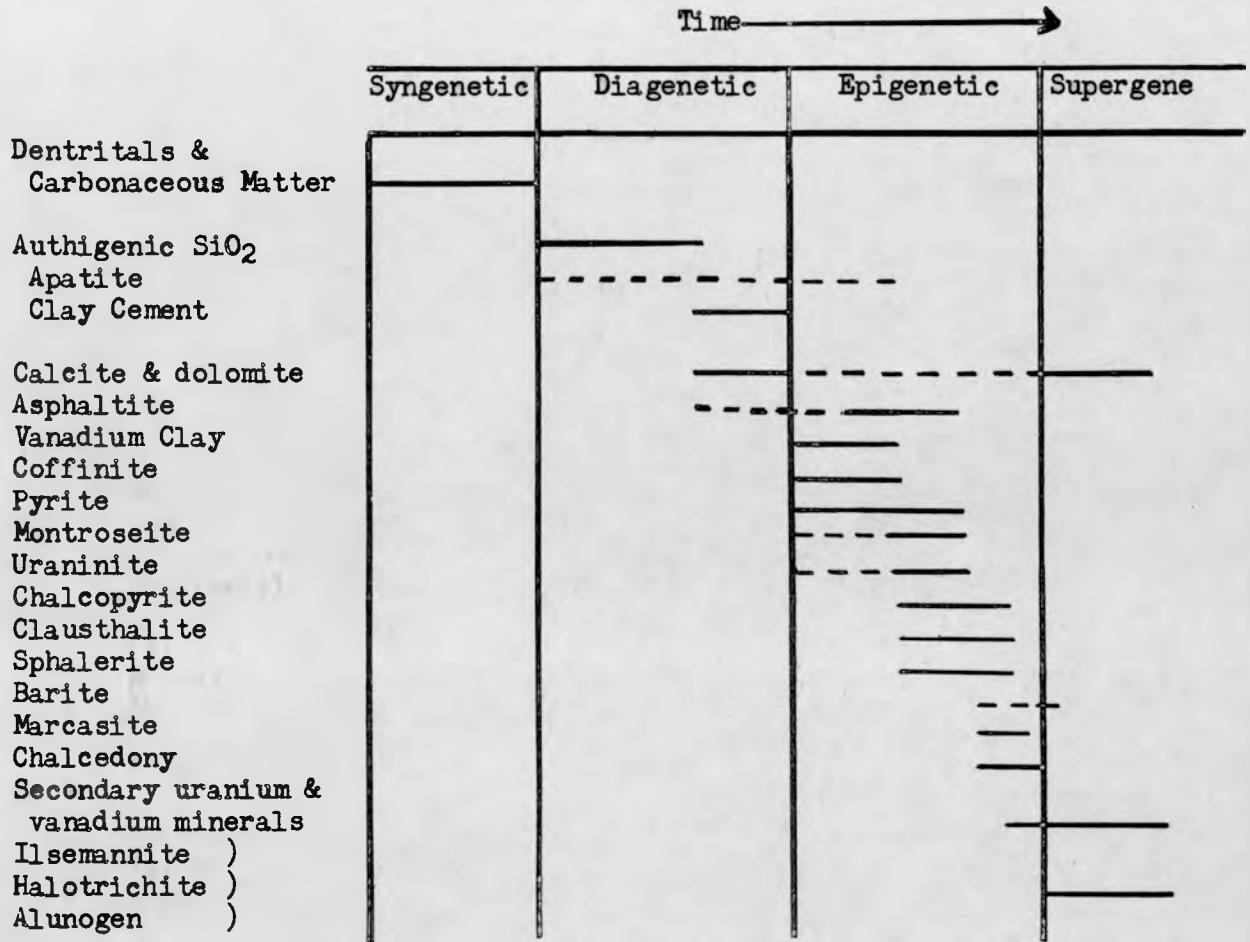 Time
Syngenetic Diagenetic Epigenetic Supergene
Dentritals &
Carbonaceous Matter
Authigenic SiO2
Apatite
Clay Cement
Calcite & dolomite
Asphaltite
Vanadium Clay
Coffinite
Pyrite
Montroseite
Uraninite
Chalcopyrite
Clausthalite
Sphalerite
Barite
Marcasite
Chalcedony
Secondary uranium &
vanadium minerals
Ilsemannite )
Halotrichite )
Alunogen )